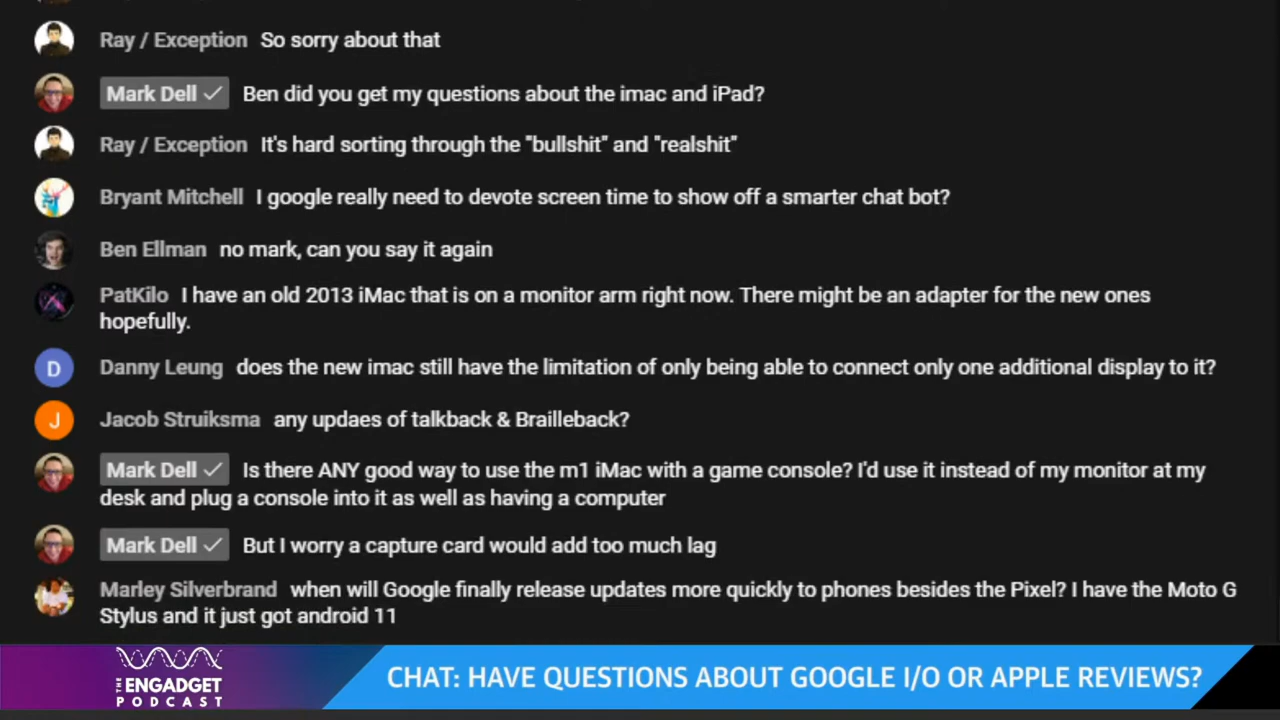 Ray / Exception So sorry about that
Mark Dell ✓ Ben did you get my questions about the imac and iPad?
Ray / Exception It's hard sorting through the "bullshit" and "realshit"
Bryant Mitchell I google really need to devote screen time to show off a smarter chat bot?
Ben Ellman no mark, can you say it again
PatKilo I have an old 2013 iMac that is on a monitor arm right now. There might be an adapter for the new ones
hopefully.
D Danny Leung does the new imac still have the limitation of only being able to connect only one additional display to it?
J Jacob Struiksma any updaes of talkback & Brailleback?
Mark Dell ✓ Is there ANY good way to use the m1 iMac with a game console? I'd use it instead of my monitor at my
desk and plug a console into it as well as having a computer
Mark Dell ✓ But I worry a capture card would add too much lag
Marley Silverbrand when will Google finally release updates more quickly to phones besides the Pixel? I have the Moto G
Stylus and it just got android 11
THE ENGADGET
PODCAST
CHAT: HAVE QUESTIONS ABOUT GOOGLE I/O OR APPLE REVIEWS?